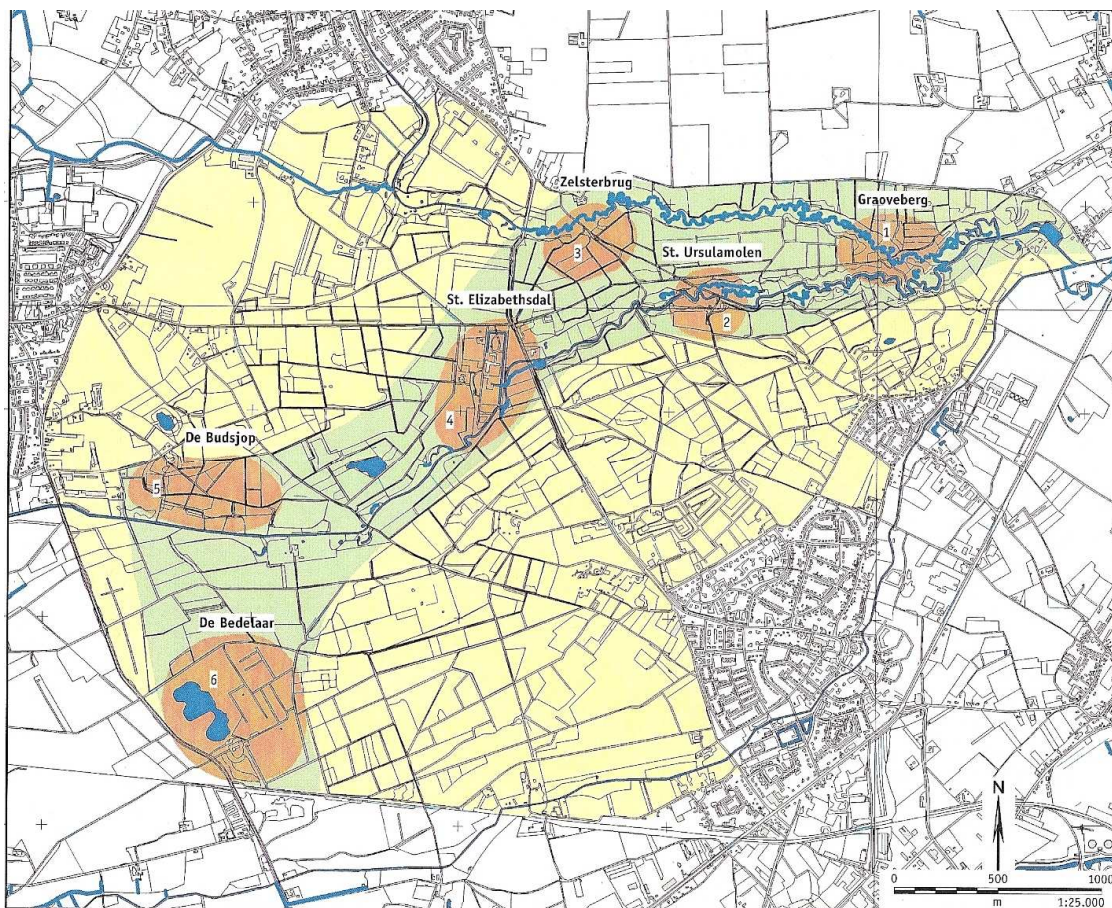 Zelsterbrug
Graoveberg
1
3
St. Ursulamolen
2
St. Elizabethsdal
4
De Budsjop
5
De Bedelaar
6
N
0 500 1000
m 1:25.000